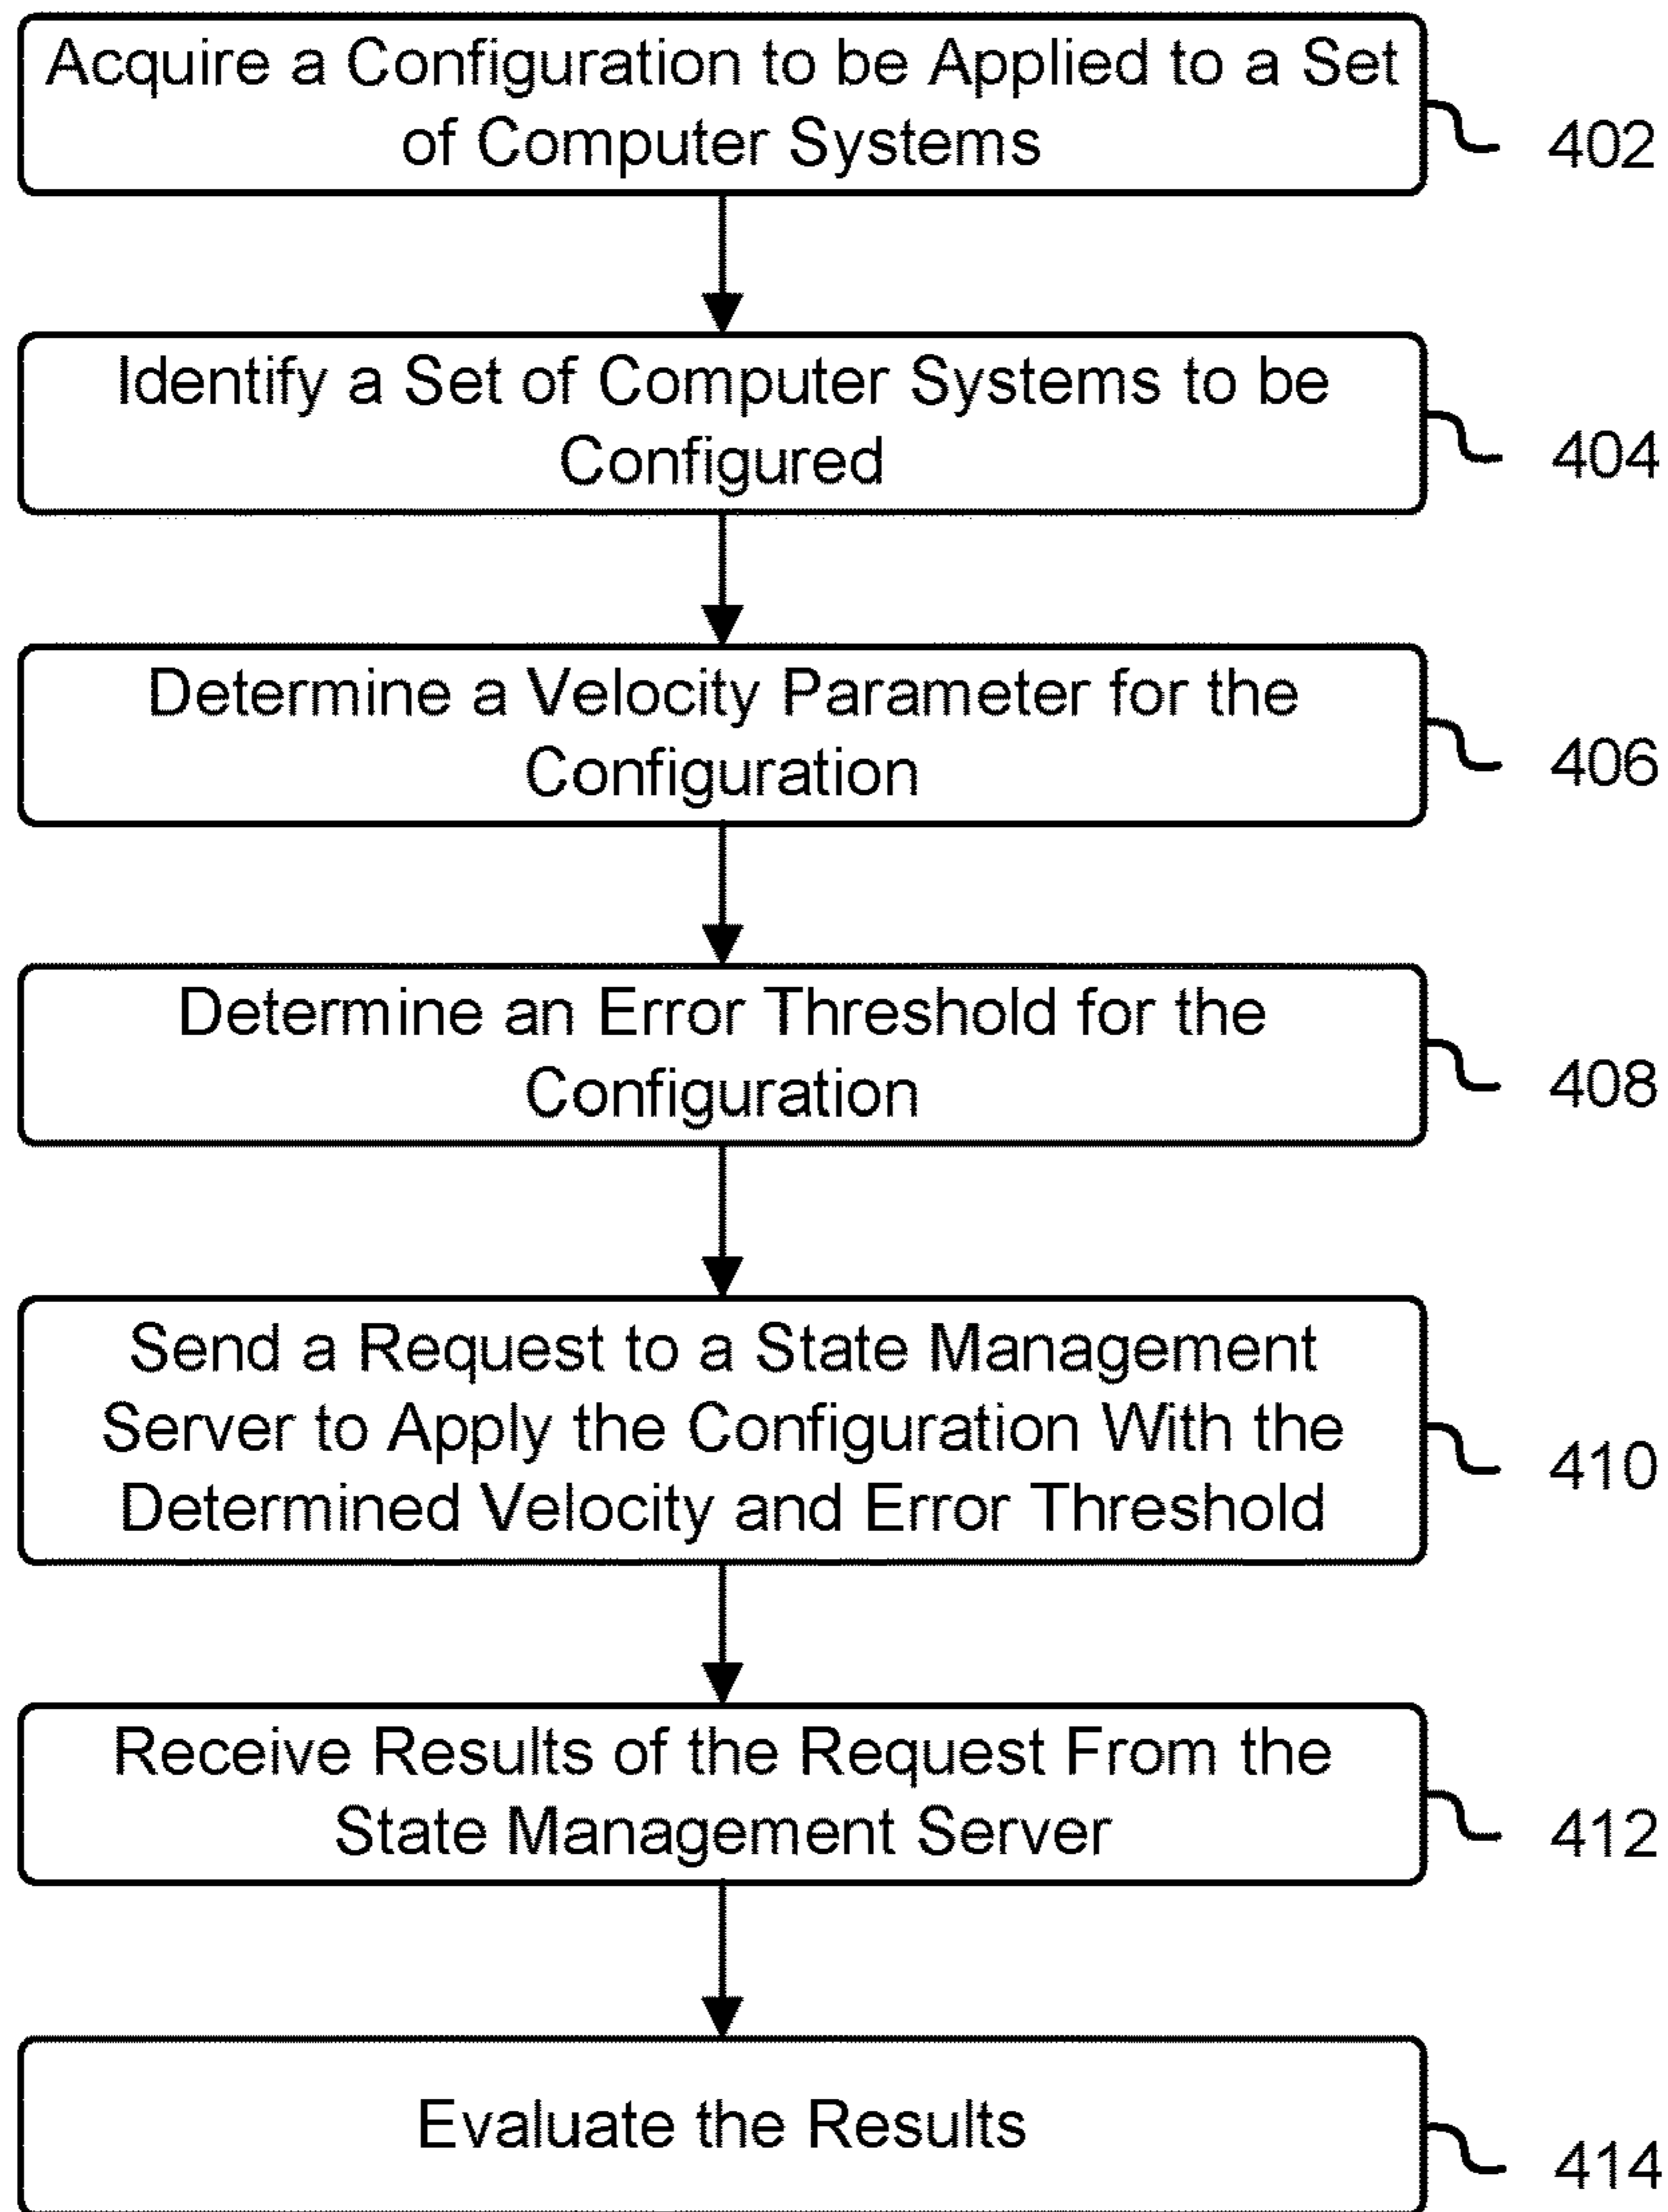 Acquire a Configuration to be Applied to a Set
of Computer Systems
402
Identify a Set of Computer Systems to be
Configured
404
Determine a Velocity Parameter for the
Configuration
406
Determine an Error Threshold for the
Configuration
408
Send a Request to a State Management
Server to Apply the Configuration With the
Determined Velocity and Error Threshold
410
Receive Results of the Request From the
State Management Server
412
Evaluate the Results
414